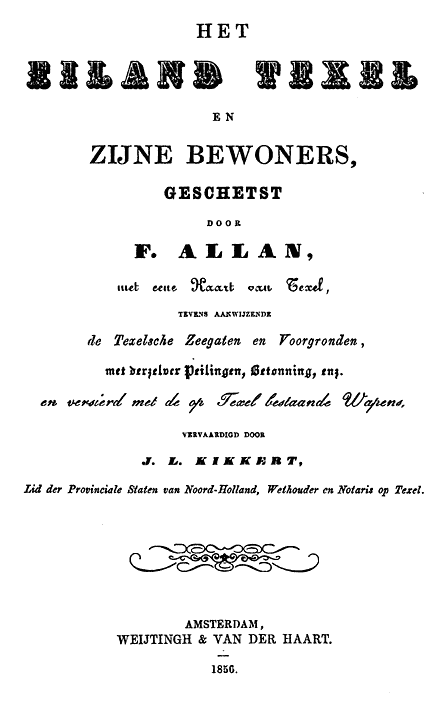 HET
EILAND TEXEL
EN
ZIJNE BEWONERS,
GESCHETST
DOOR
F. ALLAN,
met eene Kaart van Texel,
TEVENS AANWIJZENDE
de Texelsche Zeegaten en Voorgronden,
met derzelver Peilingen, Betonning, enz.
en versierd met de op Texel bestaande Wapens,
VERVAARDIGD DOOR
J. L. KIKKERT,
Lid der Provinciale Staten van Noord-Holland, Wethouder en Notaris op Texel.
AMSTERDAM,
WEIJTINGH & VAN DER HAART.
1856.